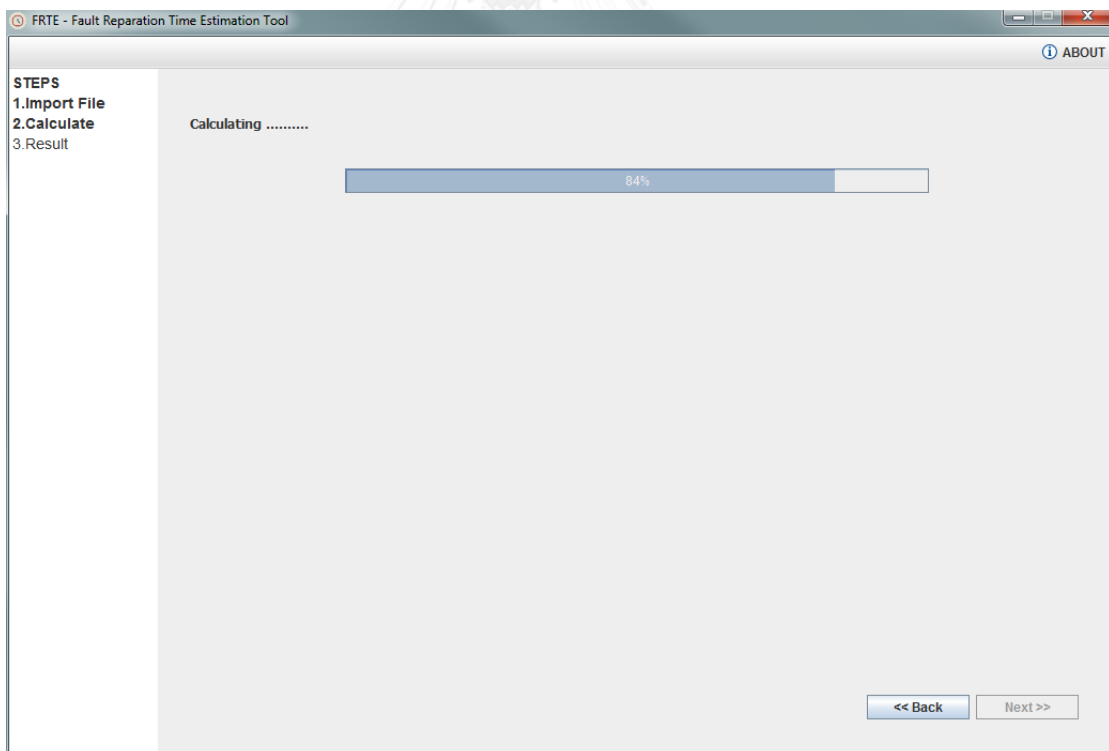 FRTE - Fault Reparation Time Estimation Tool
ABOUT
STEPS
1.Import File
2.Calculate
3.Result
Calculating ..........
84%
<< Back
Next >>